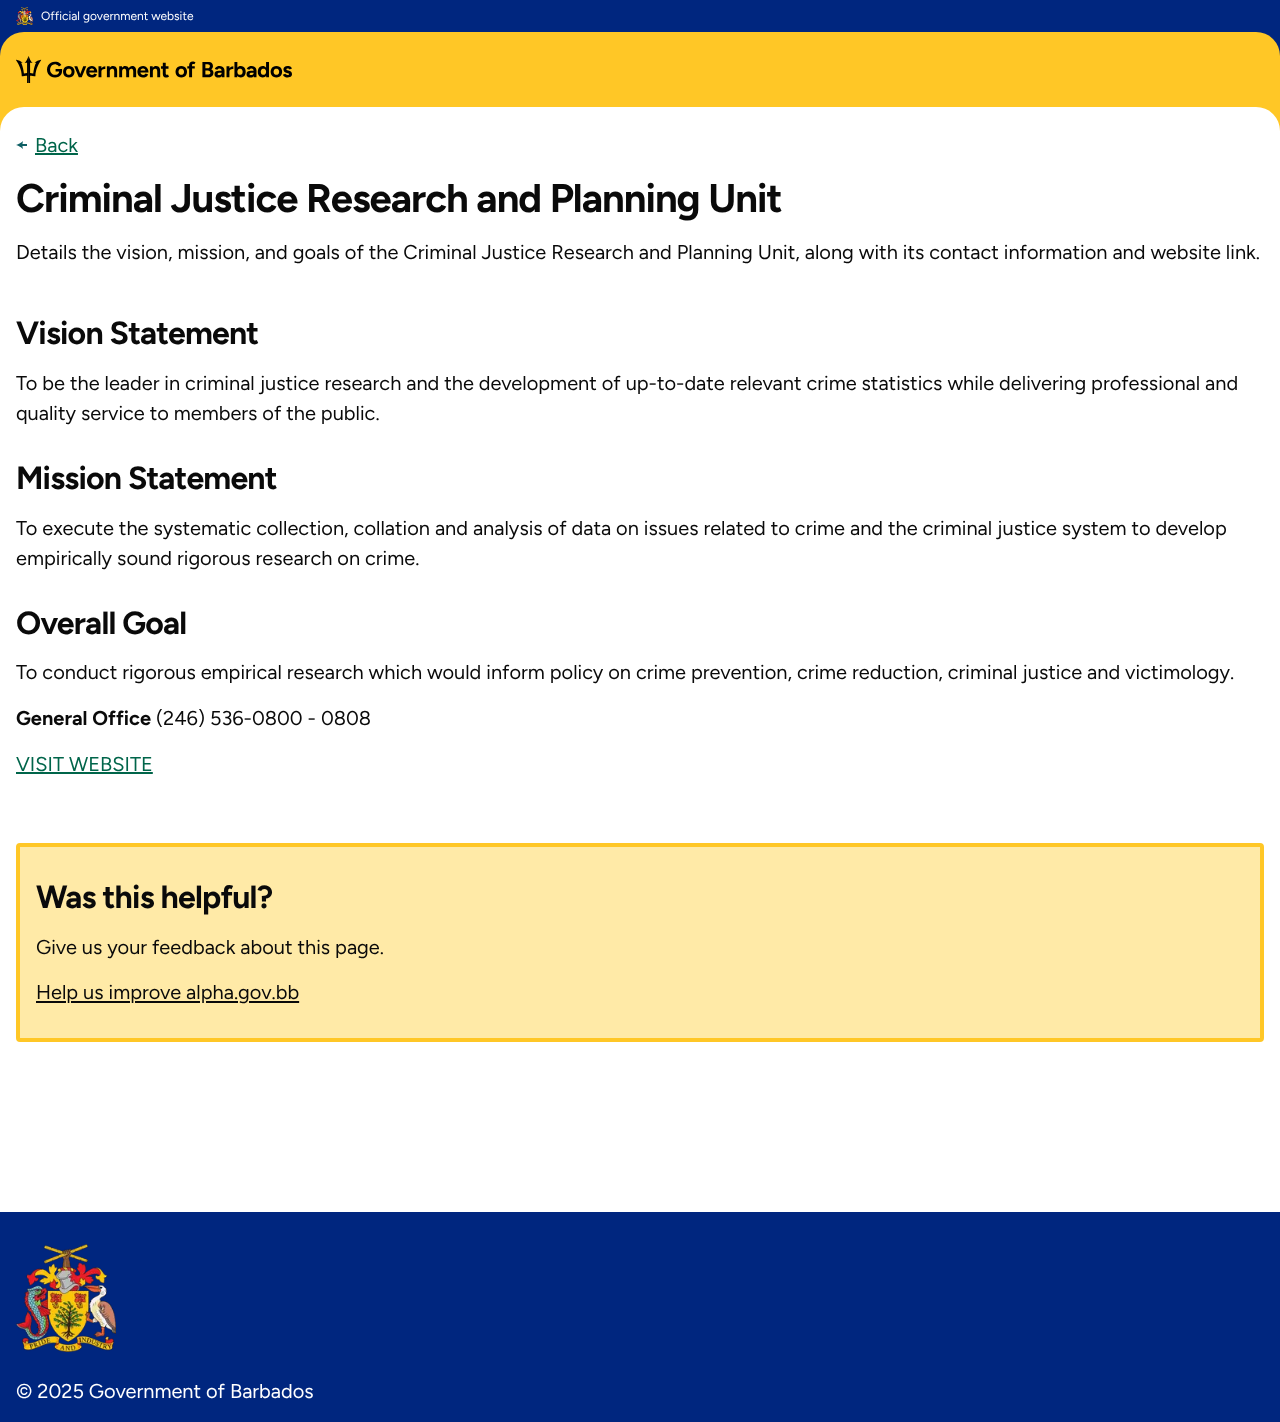 Official government website
Government of Barbados
Back
Criminal Justice Research and Planning Unit
Details the vision, mission, and goals of the Criminal Justice Research and Planning Unit, along with its contact information and website link.
Vision Statement
To be the leader in criminal justice research and the development of up-to-date relevant crime statistics while delivering professional and
quality service to members of the public.
Mission Statement
To execute the systematic collection, collation and analysis of data on issues related to crime and the criminal justice system to develop
empirically sound rigorous research on crime.
Overall Goal
To conduct rigorous empirical research which would inform policy on crime prevention, crime reduction, criminal justice and victimology.
General Office (246) 536-0800 - 0808
VISIT WEBSITE
Was this helpful?
Give us your feedback about this page.
Help us improve alpha.gov.bb
PRIDE AND INDUSTRY
© 2025 Government of Barbados